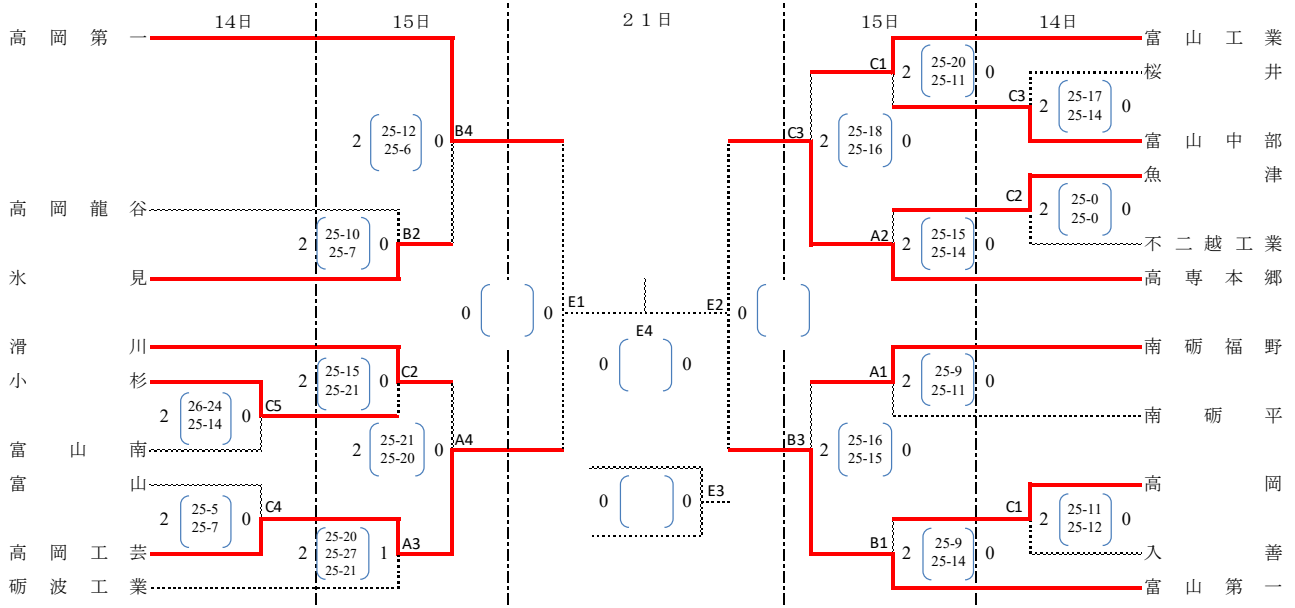 14日 15日 21日 15日 14日
高岡第一 富山工業
C1 2 25-20 25-11 0
桜井
C3 2 25-17 25-14 0
2 25-12 25-6 0 B4
C3 2 25-18 25-16 0
富山中部
魚津
C2 2 25-0 25-0 0
高岡龍谷
2 25-10 25-7 0 B2
A2 2 25-15 25-14 0
不二越工業
氷見 高専本郷
0 0 E1
E2 0
E4
0 0
滑川 南砺福野
2 25-15 25-21 0 C2
A1 2 25-9 25-11 0
小杉
2 26-24 25-14 0 C5
南砺平
2 25-21 25-20 0 A4
B3 2 25-16 25-15 0
富山南
富山 高岡
0 0 E3
2 25-5 25-7 0 C4
C1 2 25-11 25-12 0
高岡工芸 入善
2 25-20 25-27 25-21 1 A3
B1 2 25-9 25-14 0
砺波工業 富山第一